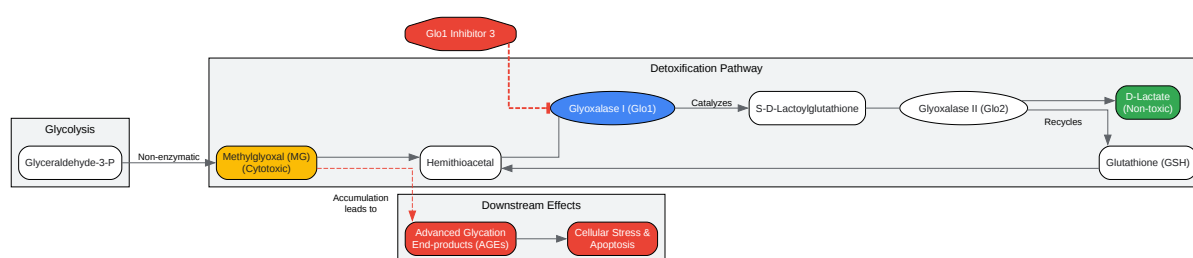 Glo1 Inhibitor 3
Detoxification Pathway
Glyoxalase I (Glo1)
Catalyzes
S-D-Lactoylglutathione
Glyoxalase II (Glo2)
D-Lactate
(Non-toxic)
Recycles
Glycolysis
Glyceraldehyde-3-P
Non-enzymatic
Methylglyoxal (MG)
(Cytotoxic)
Hemithioacetal
Glutathione (GSH)
Accumulation
leads to
Downstream Effects
Advanced Glycation
End-products (AGEs)
Cellular Stress &
Apoptosis